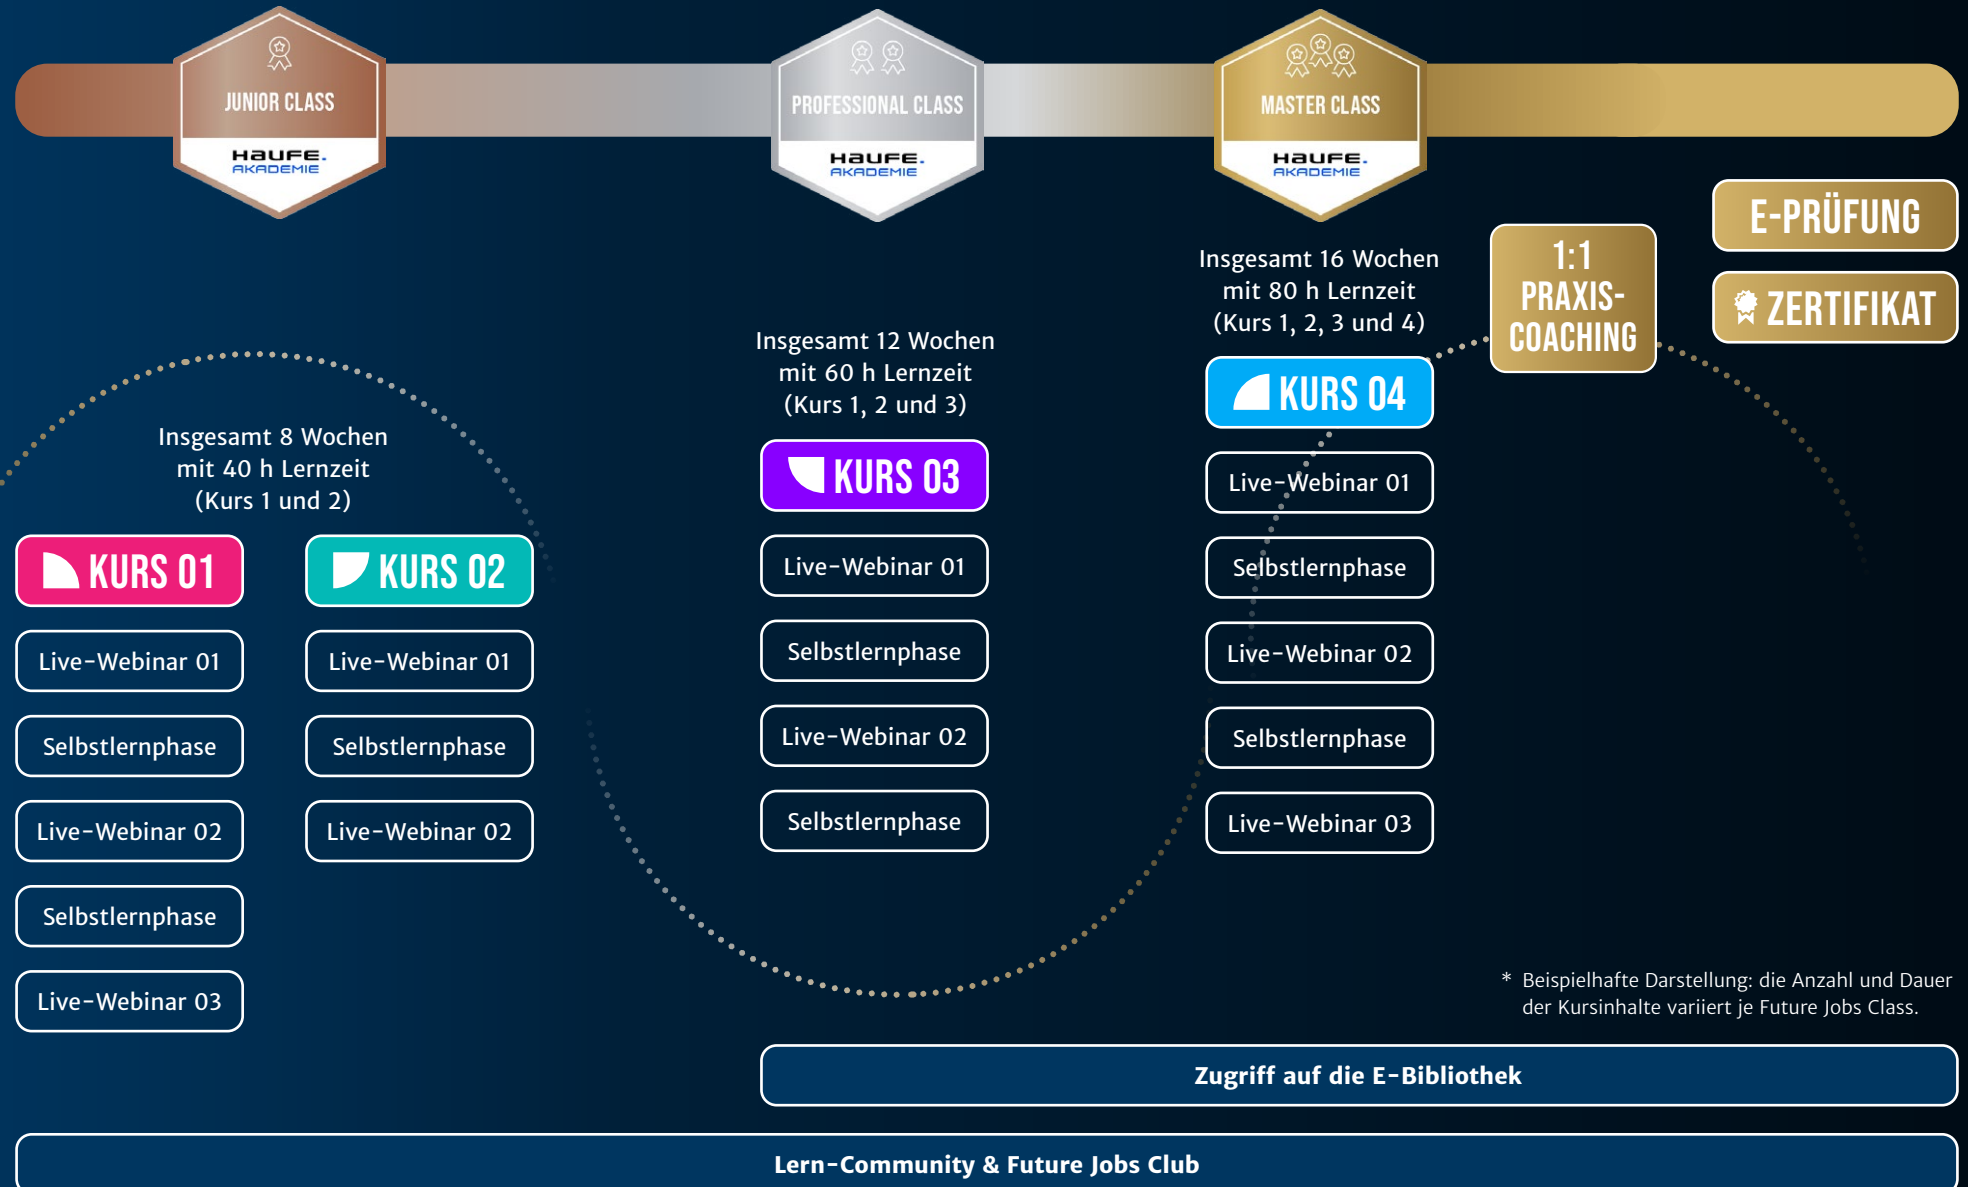 JUNIOR CLASS
HAUFE.
AKADEMIE
PROFESSIONAL CLASS
HAUFE.
AKADEMIE
MASTER CLASS
HAUFE.
AKADEMIE
Insgesamt 8 Wochen
mit 40 h Lernzeit
(Kurs 1 und 2)
KURS 01
Live-Webinar 01
Selbstlernphase
Live-Webinar 02
Selbstlernphase
Live-Webinar 03
KURS 02
Live-Webinar 01
Selbstlernphase
Live-Webinar 02
Insgesamt 12 Wochen
mit 60 h Lernzeit
(Kurs 1, 2 und 3)
KURS 03
Live-Webinar 01
Selbstlernphase
Live-Webinar 02
Selbstlernphase
Insgesamt 16 Wochen
mit 80 h Lernzeit
(Kurs 1, 2, 3 und 4)
KURS 04
Live-Webinar 01
Selbstlernphase
Live-Webinar 02
Selbstlernphase
Live-Webinar 03
1:1
PRAXIS-
COACHING
E-PRÜFUNG
ZERTIFIKAT
* Beispielhafte Darstellung: die Anzahl und Dauer
der Kursinhalte variiert je Future Jobs Class.
Zugriff auf die E-Bibliothek
Lern-Community & Future Jobs Club